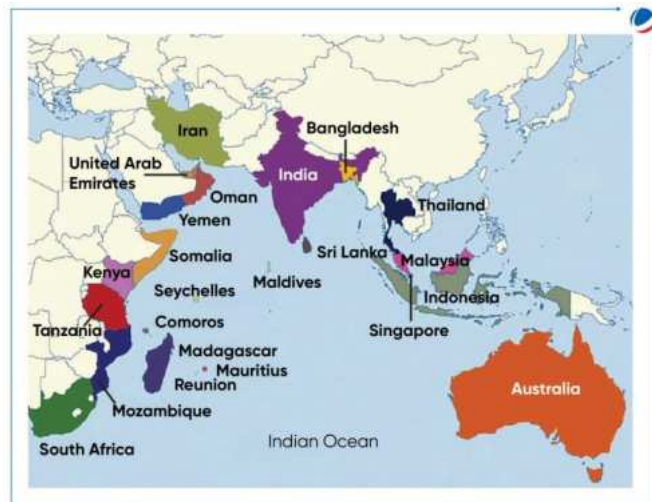 Iran
Bangladesh
United Arab
Emirates
India
Oman
Thailand
Yemen
Somalia
Sri Lanka
Malaysia
Kenya
Maldives
Seychelles
Indonesia
Tanzania
Comoros
Singapore
Madagascar
Mauritius
Reunion
Australia
Mozambique
Indian Ocean
South Africa